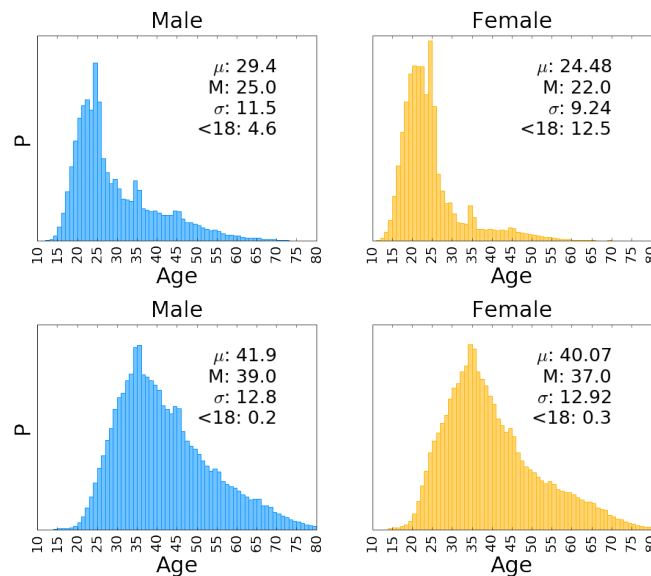 Male
μ: 29.4
M: 25.0
σ: 11.5
<18: 4.6
P
10 15 20 25 30 35 40 45 50 55 60 65 70 75 80
Age
Female
μ: 24.48
M: 22.0
σ: 9.24
<18: 12.5
10 15 20 25 30 35 40 45 50 55 60 65 70 75 80
Age
Male
μ: 41.9
M: 39.0
σ: 12.8
<18: 0.2
P
10 15 20 25 30 35 40 45 50 55 60 65 70 75 80
Age
Female
μ: 40.07
M: 37.0
σ: 12.92
<18: 0.3
10 15 20 25 30 35 40 45 50 55 60 65 70 75 80
Age